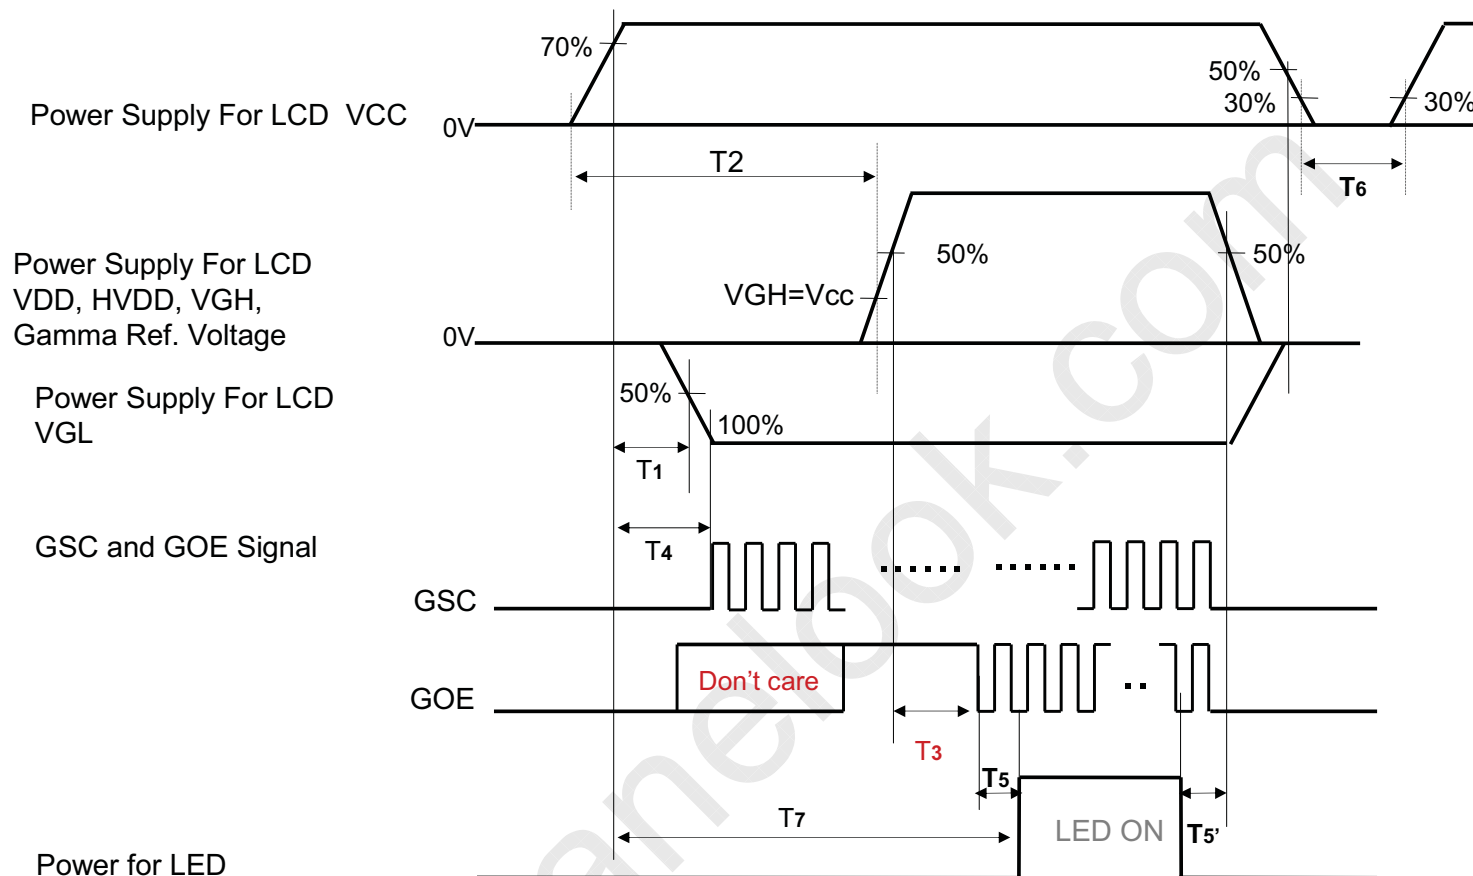 70%
50%
30%
30%
Power Supply For LCD VCC
0V
T2
T6
Power Supply For LCD
VDD, HVDD, VGH,
Gamma Ref. Voltage
50%
50%
VGH=Vcc
0V
Power Supply For LCD
VGL
50%
100%
T1
GSC and GOE Signal
T4
GSC
GOE
Don't care
T3
T5
T7
LED ON
T5'
Power for LED
anelook.com